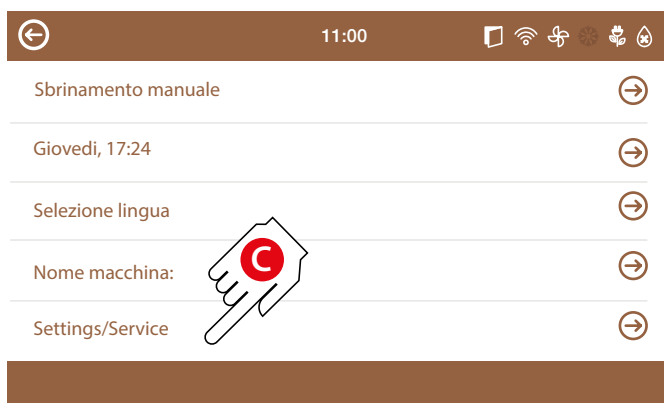 11:00
Sbrinamento manuale
Giovedi, 17:24
Selezione lingua
Nome macchina:
C
Settings/Service